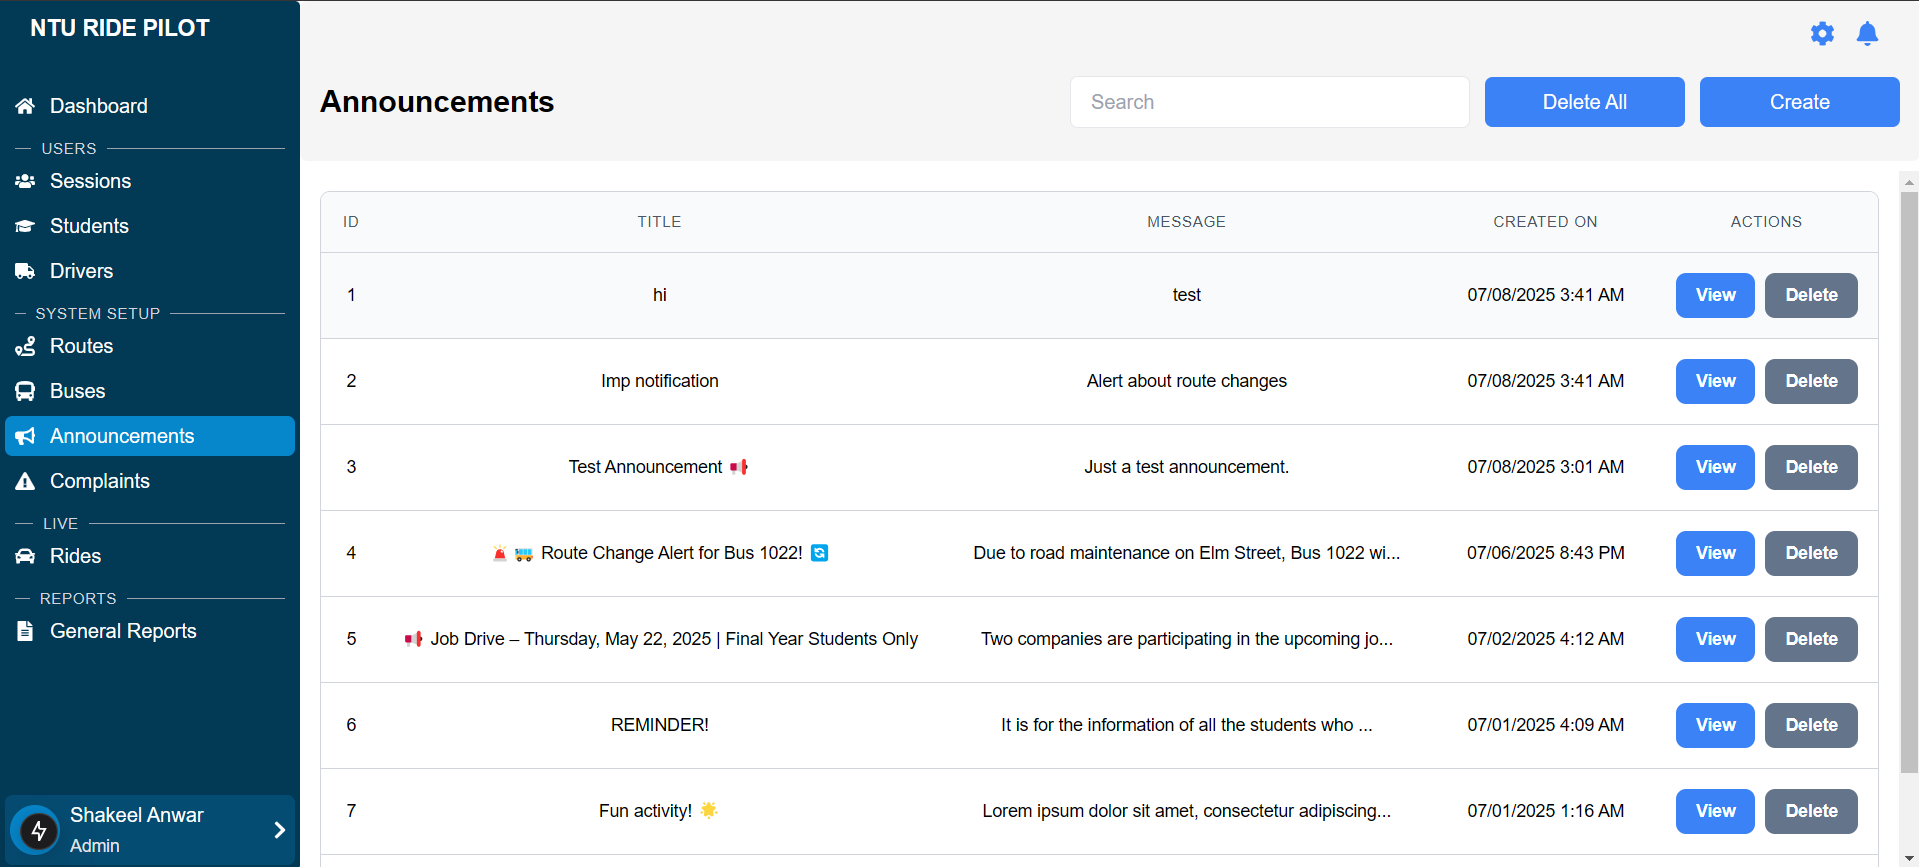 NTU RIDE PILOT
Dashboard
USERS
Sessions
Students
Drivers
SYSTEM SETUP
Routes
Buses
Announcements
Complaints
LIVE
Rides
REPORTS
General Reports
Shakeel Anwar
Admin
Announcements
Search
Delete All
Create
ID TITLE MESSAGE CREATED ON ACTIONS
1 hi test 07/08/2025 3:41 AM View Delete
2 Imp notification Alert about route changes 07/08/2025 3:41 AM View Delete
3 Test Announcement 📢 Just a test announcement. 07/08/2025 3:01 AM View Delete
4 🚨 🚌 Route Change Alert for Bus 1022! 🔄 Due to road maintenance on Elm Street, Bus 1022 wi... 07/06/2025 8:43 PM View Delete
5 📢 Job Drive – Thursday, May 22, 2025 | Final Year Students Only Two companies are participating in the upcoming jo... 07/02/2025 4:12 AM View Delete
6 REMINDER! It is for the information of all the students who ... 07/01/2025 4:09 AM View Delete
7 Fun activity! 🌟 Lorem ipsum dolor sit amet, consectetur adipiscing... 07/01/2025 1:16 AM View Delete